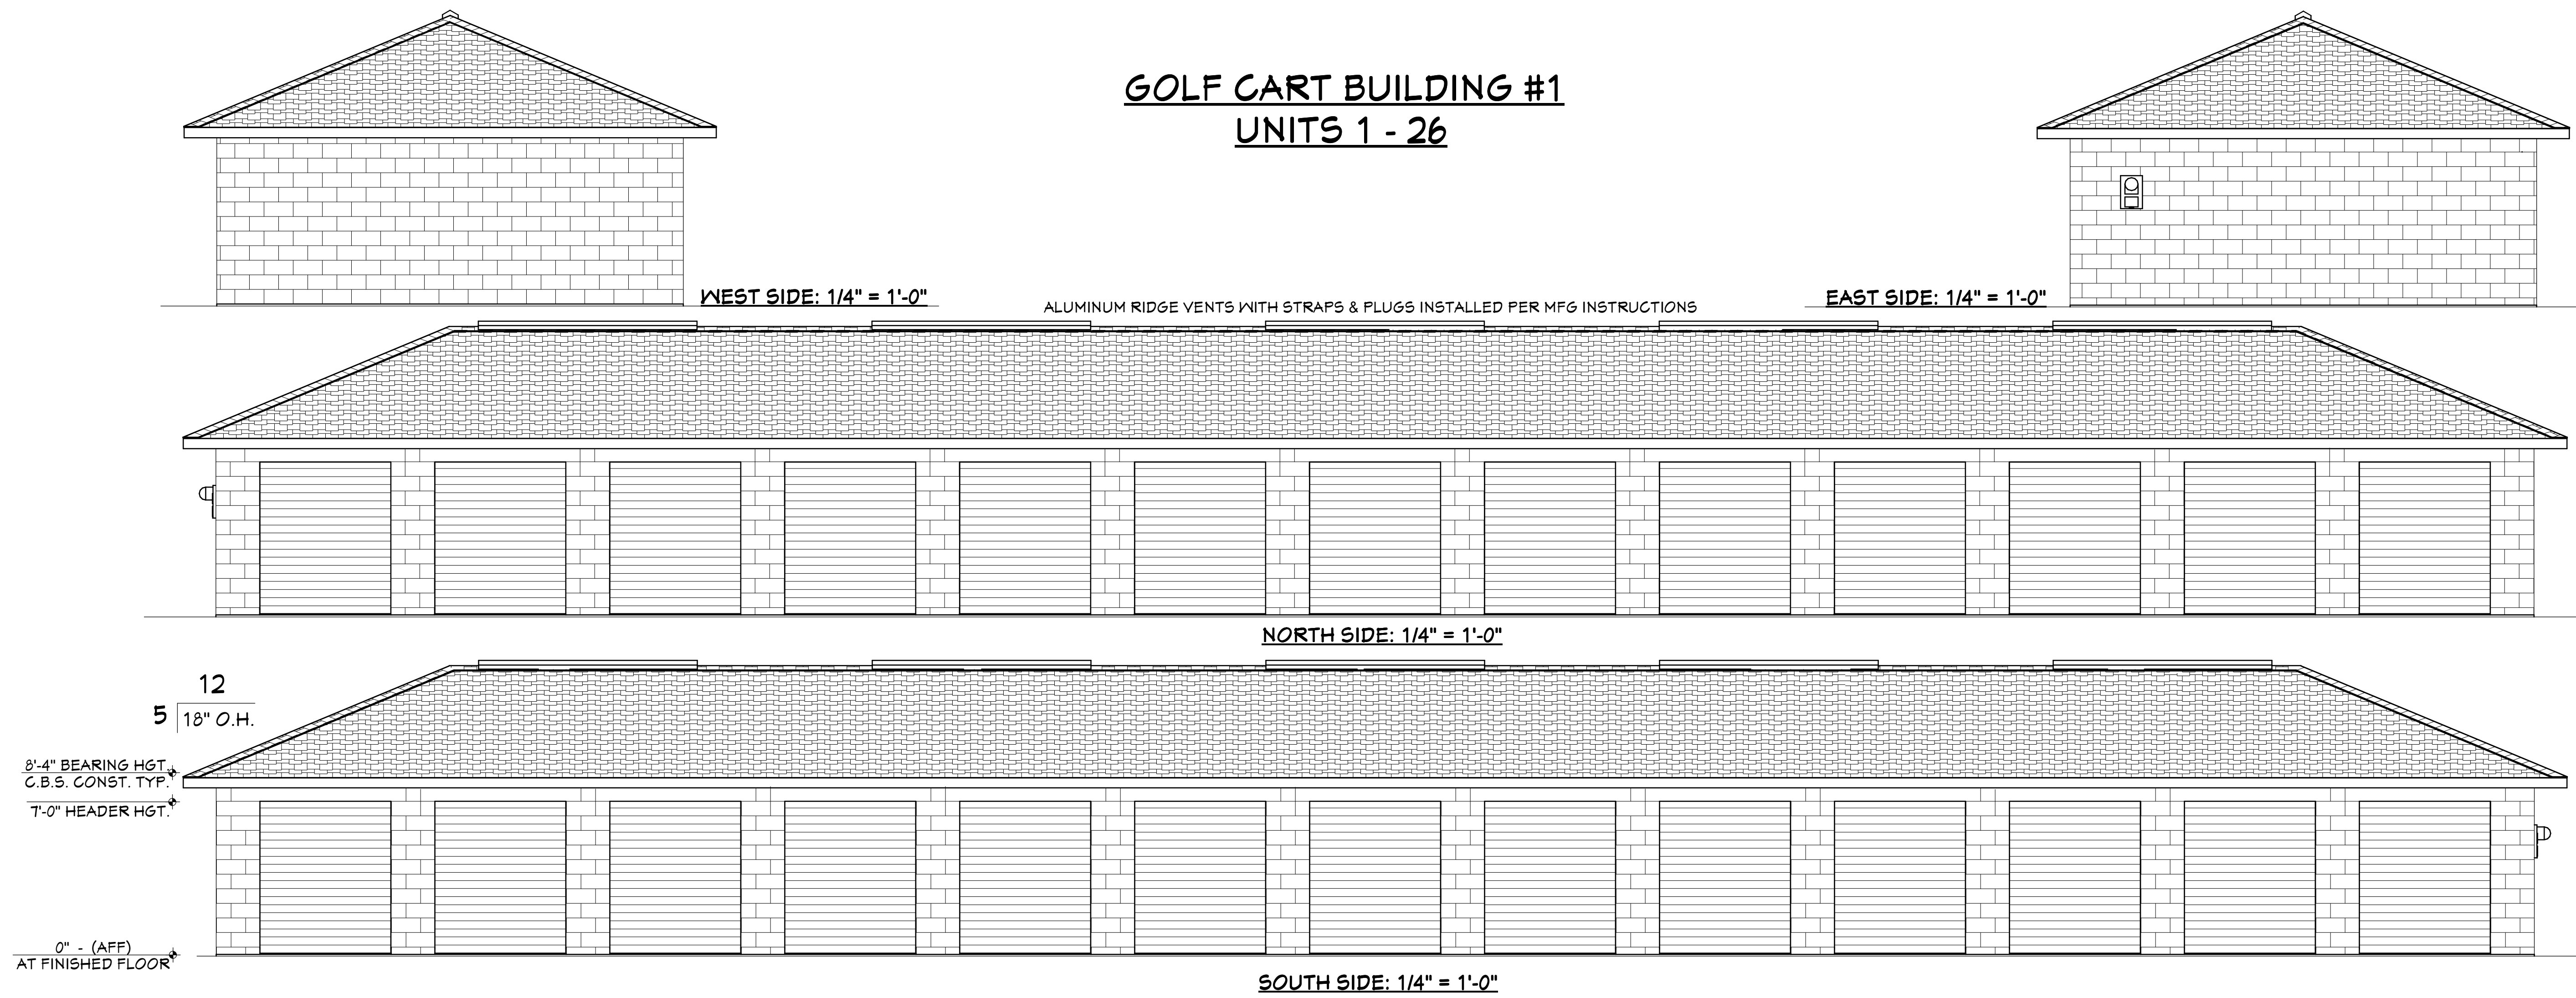 GOLF CART BUILDING #1
UNITS 1 - 26
WEST SIDE: 1/4" = 1'-0"
EAST SIDE: 1/4" = 1'-0"
ALUMINUM RIDGE VENTS WITH STRAPS & PLUGS INSTALLED PER MFG INSTRUCTIONS
NORTH SIDE: 1/4" = 1'-0"
12
5
18" O.H.
8'-4" BEARING HGT.
C.B.S. CONST. TYP.
7'-0" HEADER HGT.
0" - (AFF)
AT FINISHED FLOOR
SOUTH SIDE: 1/4" = 1'-0"